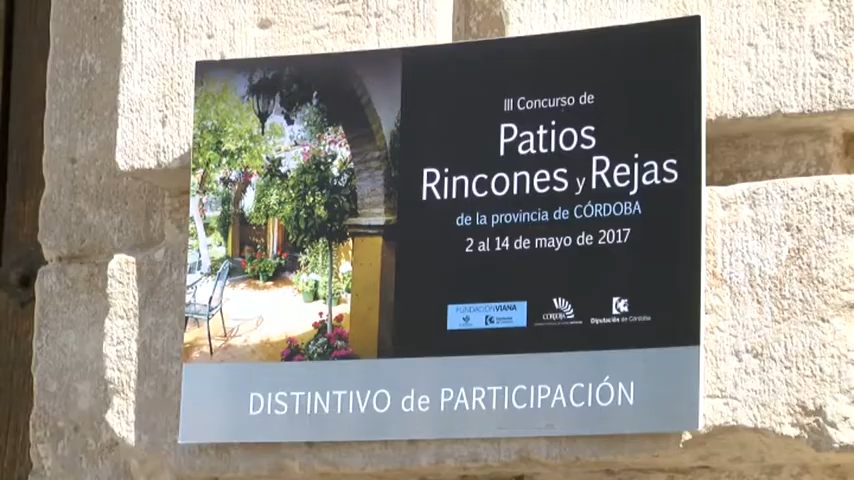 III Concurso de
Patios
Rincones y Rejas
de la provincia de CÓRDOBA
2 al 14 de mayo de 2017
FUNDACIÓN VIANA
CÓRDOBA
Diputación de Córdoba
DISTINTIVO de PARTICIPACIÓN